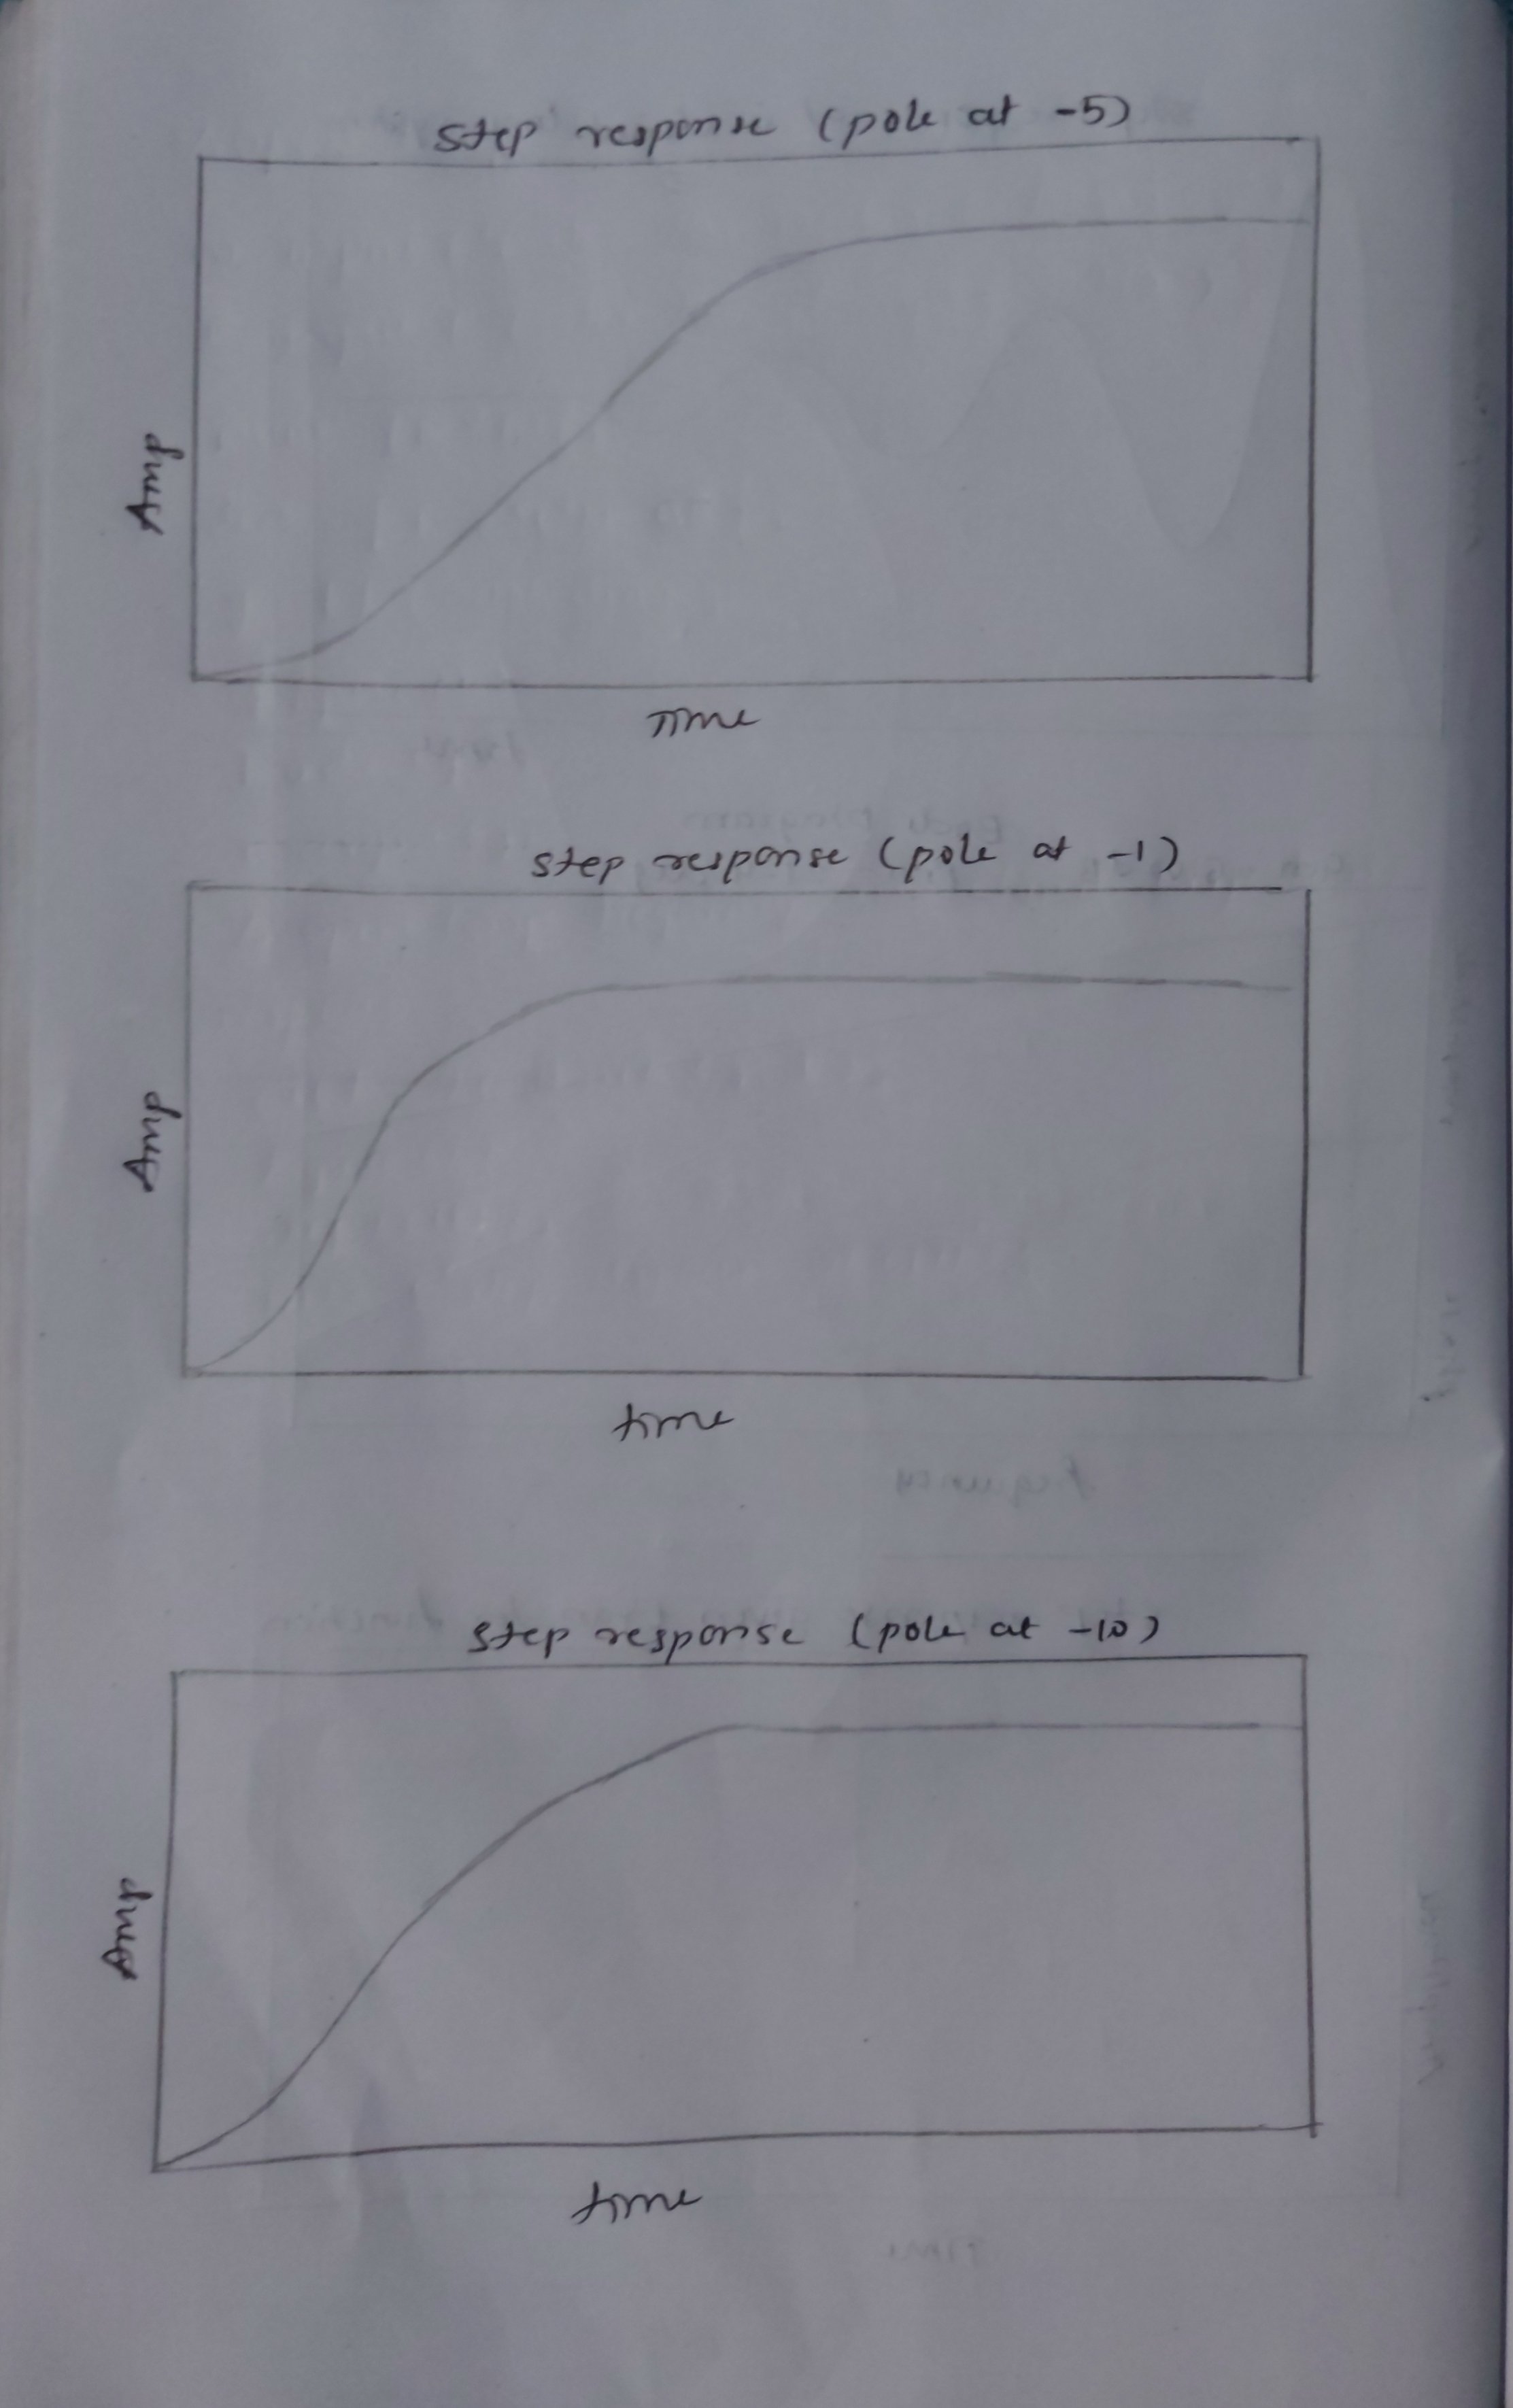 step response (pole at -5)
Amp
Time
step response (pole at -1)
Amp
time
step response (pole at -10)
Amp
time